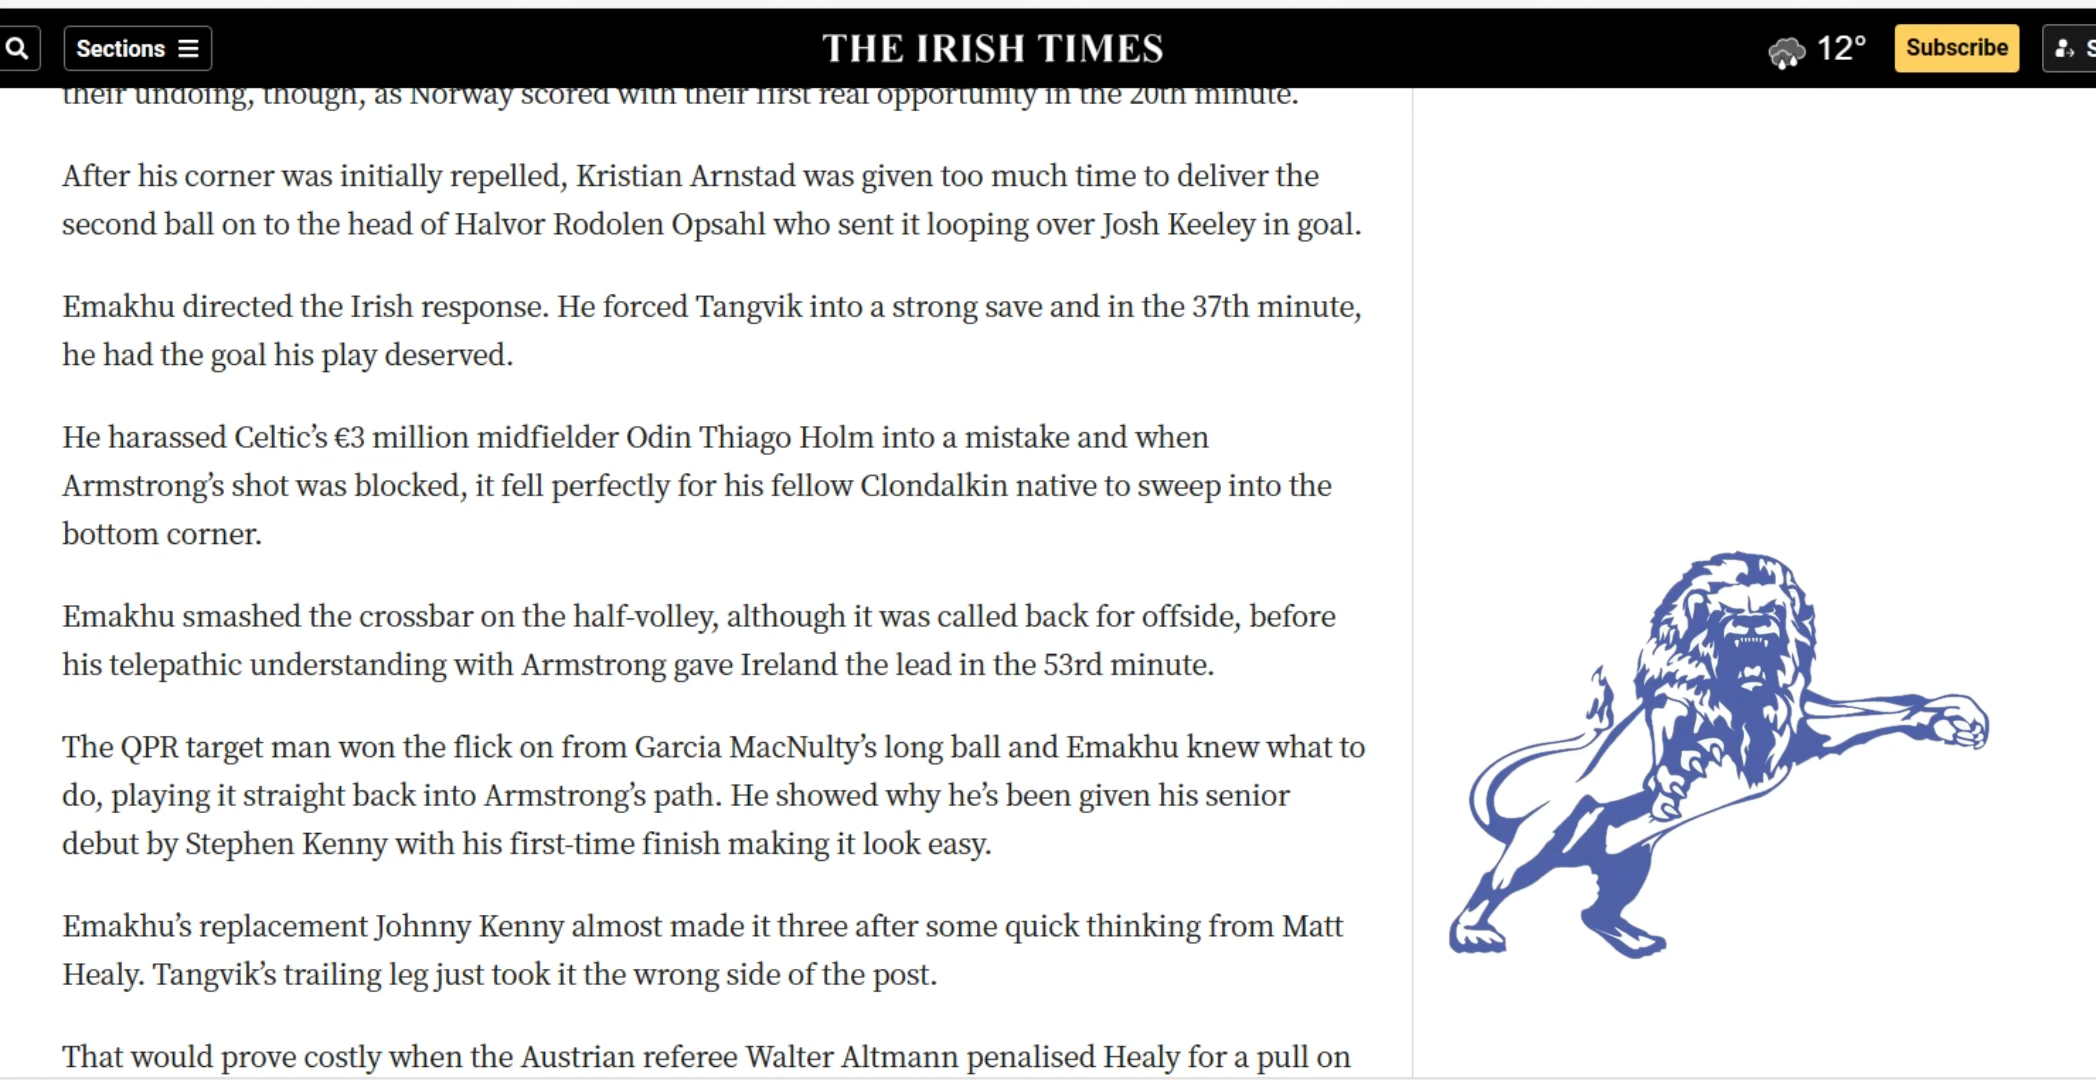 Sections
THE IRISH TIMES
12°
Subscribe
S
their undoing, though, as Norway scored with their first real opportunity in the 20th minute.
After his corner was initially repelled, Kristian Arnstad was given too much time to deliver the
second ball on to the head of Halvor Rodolen Opsahl who sent it looping over Josh Keeley in goal.
Emakhu directed the Irish response. He forced Tangvik into a strong save and in the 37th minute,
he had the goal his play deserved.
He harassed Celtic’s €3 million midfielder Odin Thiago Holm into a mistake and when
Armstrong’s shot was blocked, it fell perfectly for his fellow Clondalkin native to sweep into the
bottom corner.
Emakhu smashed the crossbar on the half-volley, although it was called back for offside, before
his telepathic understanding with Armstrong gave Ireland the lead in the 53rd minute.
The QPR target man won the flick on from Garcia MacNulty’s long ball and Emakhu knew what to
do, playing it straight back into Armstrong’s path. He showed why he’s been given his senior
debut by Stephen Kenny with his first-time finish making it look easy.
Emakhu’s replacement Johnny Kenny almost made it three after some quick thinking from Matt
Healy. Tangvik’s trailing leg just took it the wrong side of the post.
That would prove costly when the Austrian referee Walter Altmann penalised Healy for a pull on